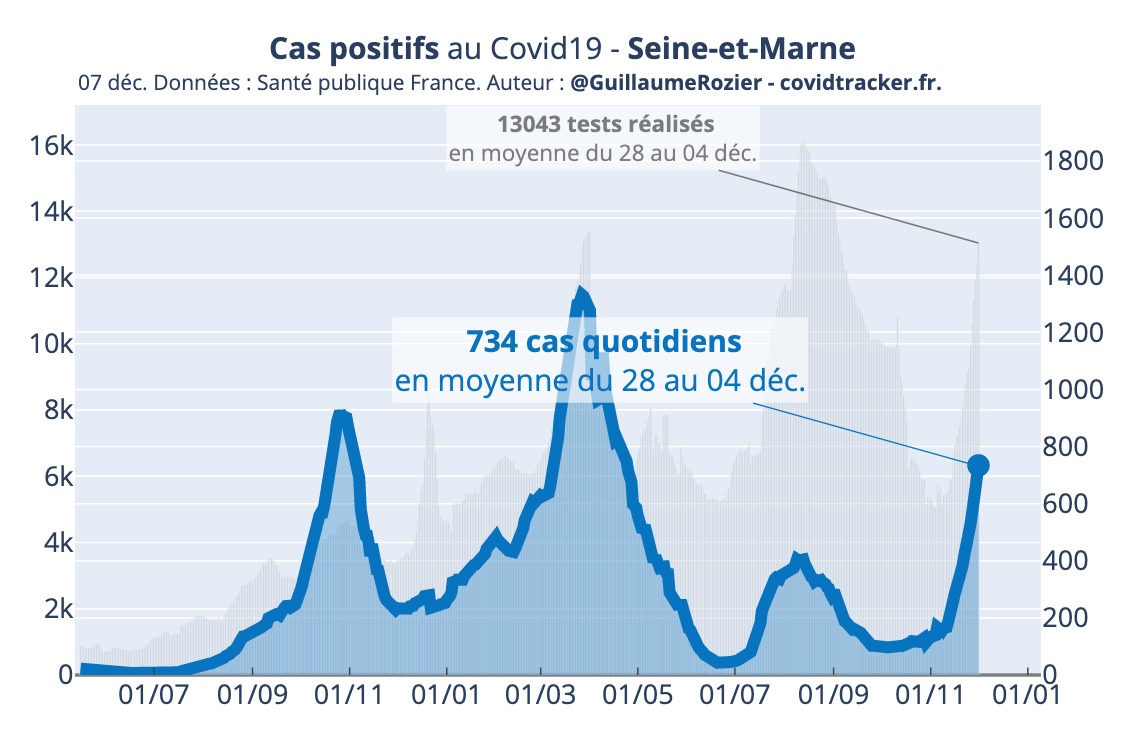 Cas positifs au Covid19 - Seine-et-Marne
07 déc. Données : Santé publique France. Auteur : @GuillaumeRozier - covidtracker.fr.
13043 tests réalisés
en moyenne du 28 au 04 déc.
734 cas quotidiens
en moyenne du 28 au 04 déc.
16k
14k
12k
10k
8k
6k
4k
2k
0
1800
1600
1400
1200
1000
800
600
400
200
0
01/07 01/09 01/11 01/01 01/03 01/05 01/07 01/09 01/11 01/01